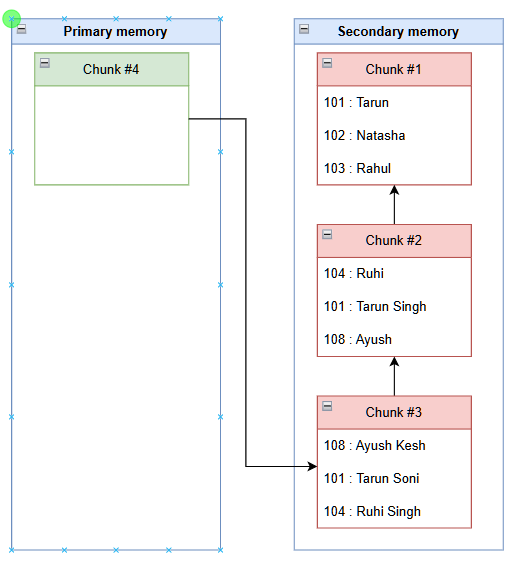 Primary memory
Chunk #4
Secondary memory
Chunk #1
101 : Tarun
102 : Natasha
103 : Rahul
Chunk #2
104 : Ruhi
101 : Tarun Singh
108 : Ayush
Chunk #3
108 : Ayush Kesh
101 : Tarun Soni
104 : Ruhi Singh